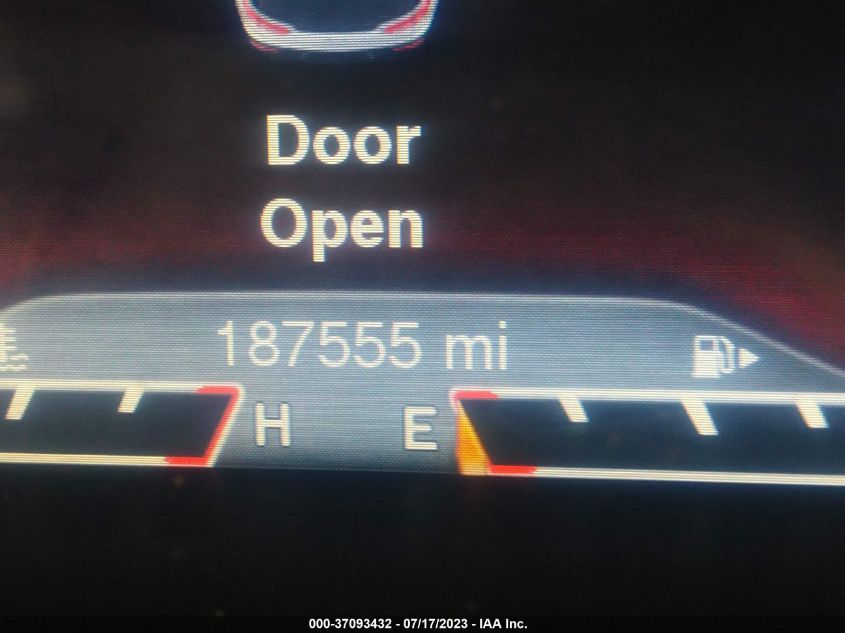 Door
Open
187555 mi
H E
000-37093432 - 07/17/2023 - IAA Inc.